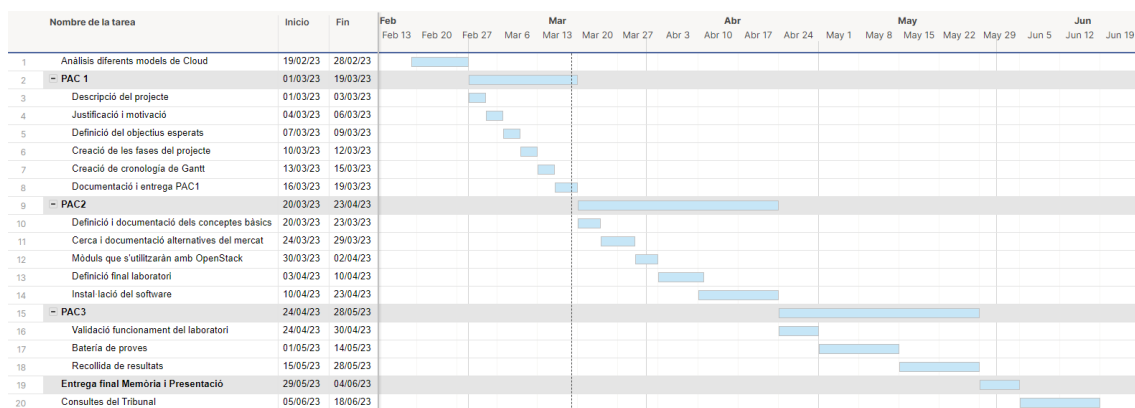 Nombre de la tarea Inicio Fin Feb Mar Abr May Jun
Feb 13 Feb 20 Feb 27 Mar 6 Mar 13 Mar 20 Mar 27 Abr 3 Abr 10 Abr 17 Abr 24 May 1 May 8 May 15 May 22 May 29 Jun 5 Jun 12 Jun 19
1 Anàlisis diferents models de Cloud 19/02/23 28/02/23
2 PAC 1 01/03/23 19/03/23
3 Descripció del projecte 01/03/23 03/03/23
4 Justificació i motivació 04/03/23 06/03/23
5 Definició del objectius esperats 07/03/23 09/03/23
6 Creació de les fases del projecte 10/03/23 12/03/23
7 Creació de cronología de Gantt 13/03/23 15/03/23
8 Documentació i entrega PAC1 16/03/23 19/03/23
9 PAC2 20/03/23 23/04/23
10 Definició i documentació dels conceptes bàsics 20/03/23 23/03/23
11 Cerca i documentació alternatives del mercat 24/03/23 29/03/23
12 Mòduls que s'utilitzaràn amb OpenStack 30/03/23 02/04/23
13 Definició final laboratori 03/04/23 10/04/23
14 Instal·lació del software 10/04/23 23/04/23
15 PAC3 24/04/23 28/05/23
16 Validació funcionament del laboratori 24/04/23 30/04/23
17 Batería de proves 01/05/23 14/05/23
18 Recollida de resultats 15/05/23 28/05/23
19 Entrega final Memòria i Presentació 29/05/23 04/06/23
20 Consultes del Tribunal 05/06/23 18/06/23